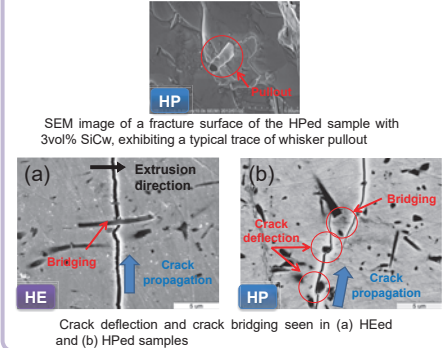 Pullout
HP
SEM image of a fracture surface of the HPed sample with
3vol% SiCw, exhibiting a typical trace of whisker pullout
(a)
Extrusion
direction
Bridging
Crack
propagation
HE
(b)
Bridging
Crack
deflection
Crack
propagation
HP
Crack deflection and crack bridging seen in (a) HEed
and (b) HPed samples